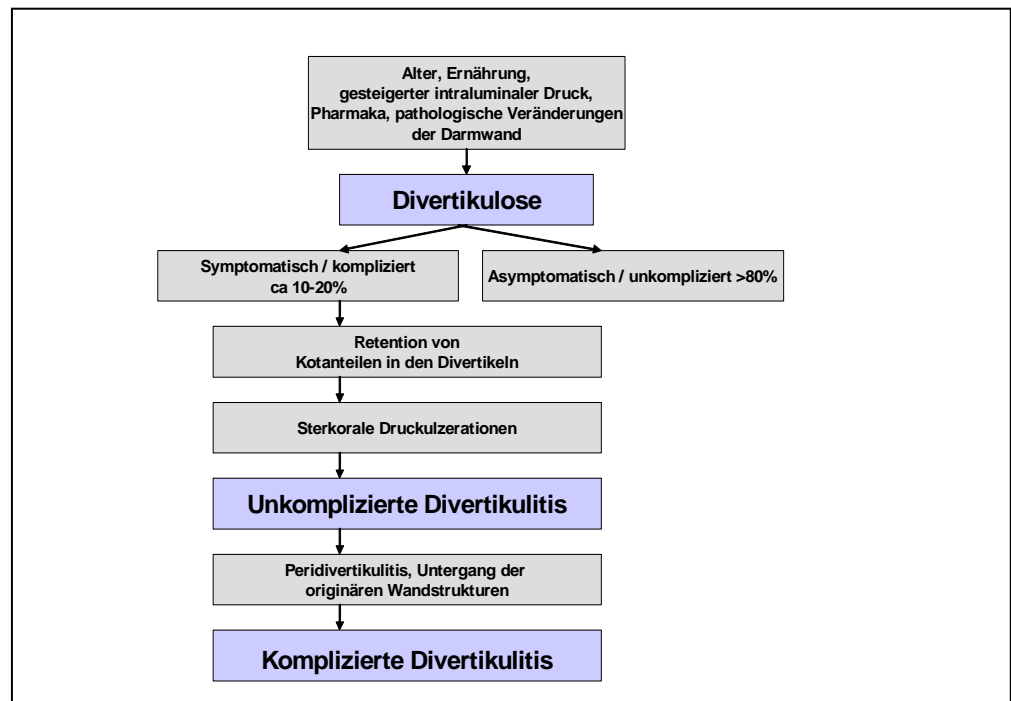 Alter, Ernährung,
gesteigerter intraluminaler Druck,
Pharmaka, pathologische Veränderungen
der Darmwand
Divertikulose
Symptomatisch / kompliziert
ca 10-20%
Asymptomatisch / unkompliziert >80%
Retention von
Kotanteilen in den Divertikeln
Sterkorale Druckulzerationen
Unkomplizierte Divertikulitis
Peridivertikulitis, Untergang der
originären Wandstrukturen
Komplizierte Divertikulitis